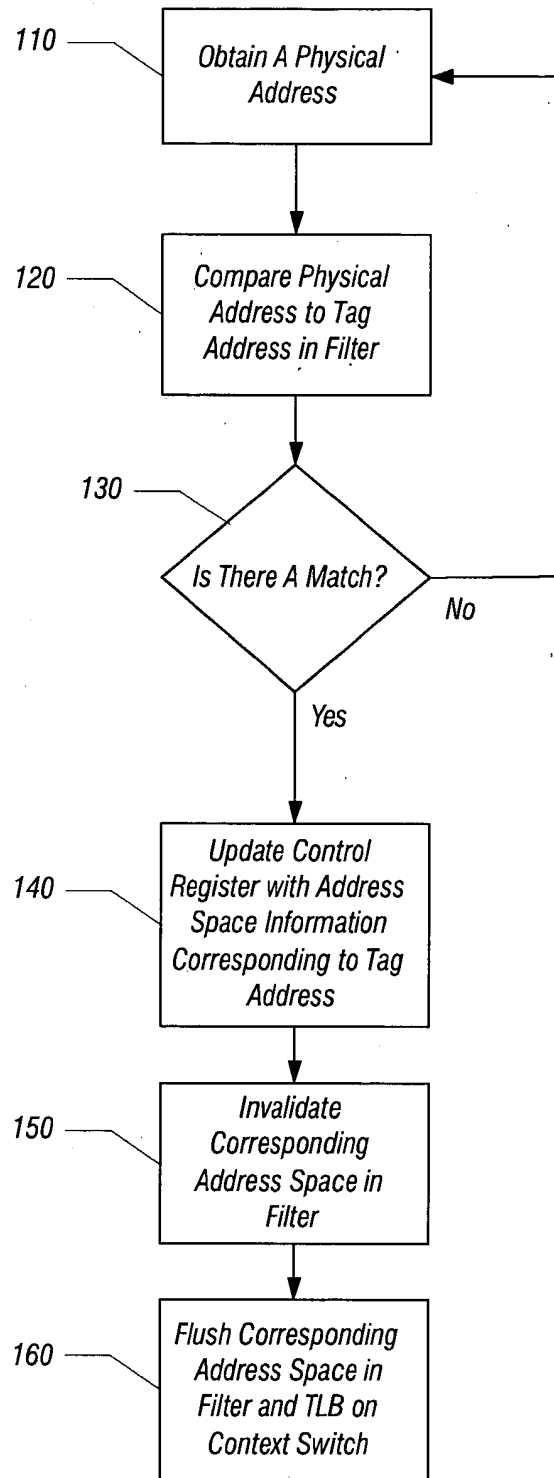 110
Obtain A Physical
Address
120
Compare Physical
Address to Tag
Address in Filter
130
Is There A Match?
No
Yes
140
Update Control
Register with Address
Space Information
Corresponding to Tag
Address
150
Invalidate
Corresponding
Address Space in
Filter
160
Flush Corresponding
Address Space in
Filter and TLB on
Context Switch